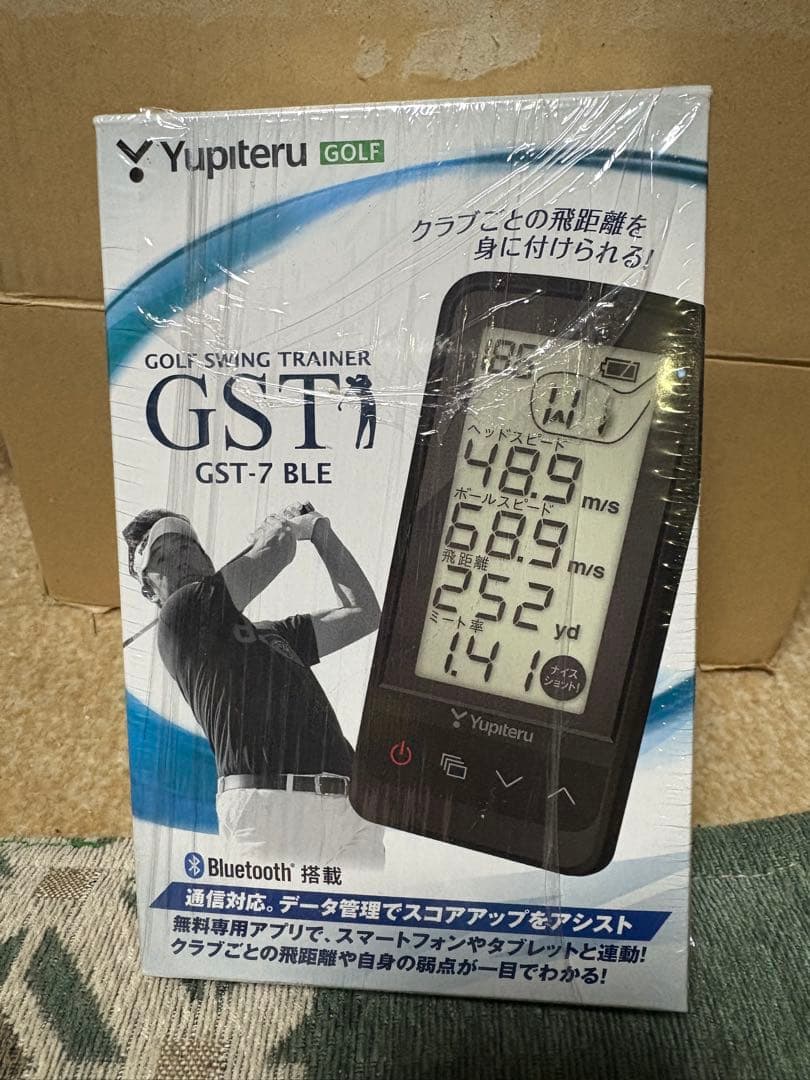 Yupiteru GOLF
クラブごとの飛距離を
身に付けられる!
GOLF SWING TRAINER
GST
GST-7 BLE
W1
ヘッドスピード
48.9 m/s
ボールスピード
68.9 m/s
飛距離
252 yd
ミート率
1.41 ナイス
ショット!
Yupiteru
Bluetooth® 搭載
通信対応。データ管理でスコアアップをアシスト
無料専用アプリで、スマートフォンやタブレットと連動!
クラブごとの飛距離や自身の弱点が一目でわかる!